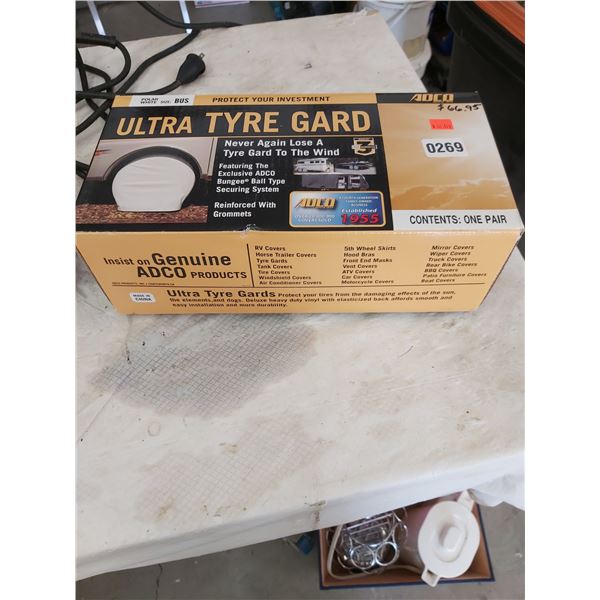 POLAR
WHITE SIZE: BUS
PROTECT YOUR INVESTMENT
ADCO
$66.95
ULTRA TYRE GARD
0269
Never Again Lose A
Tyre Gard To The Wind
Featuring The
Exclusive ADCO
Bungee® Ball Type
Securing System
Reinforced With
Grommets
ADCO
Established
1955
CONTENTS: ONE PAIR
Insist on Genuine
ADCO PRODUCTS
MADE IN
CHINA
RV Covers
Horse Trailer Covers
Tyre Gards
Tank Covers
Tire Covers
Windshield Covers
Air Conditioner Covers
5th Wheel Skirts
Hood Bras
Front End Masks
Vent Covers
ATV Covers
Car Covers
Motorcycle Covers
Mirror Covers
Wiper Covers
Truck Covers
Rear Bike Covers
BBQ Covers
Patio Furniture Covers
Boat Covers
Ultra Tyre Gards Protect your tires from the damaging effects of the sun,
the elements,and dogs. Deluxe heavy duty vinyl with elasticized back affords smooth and
easy installation and more durability.